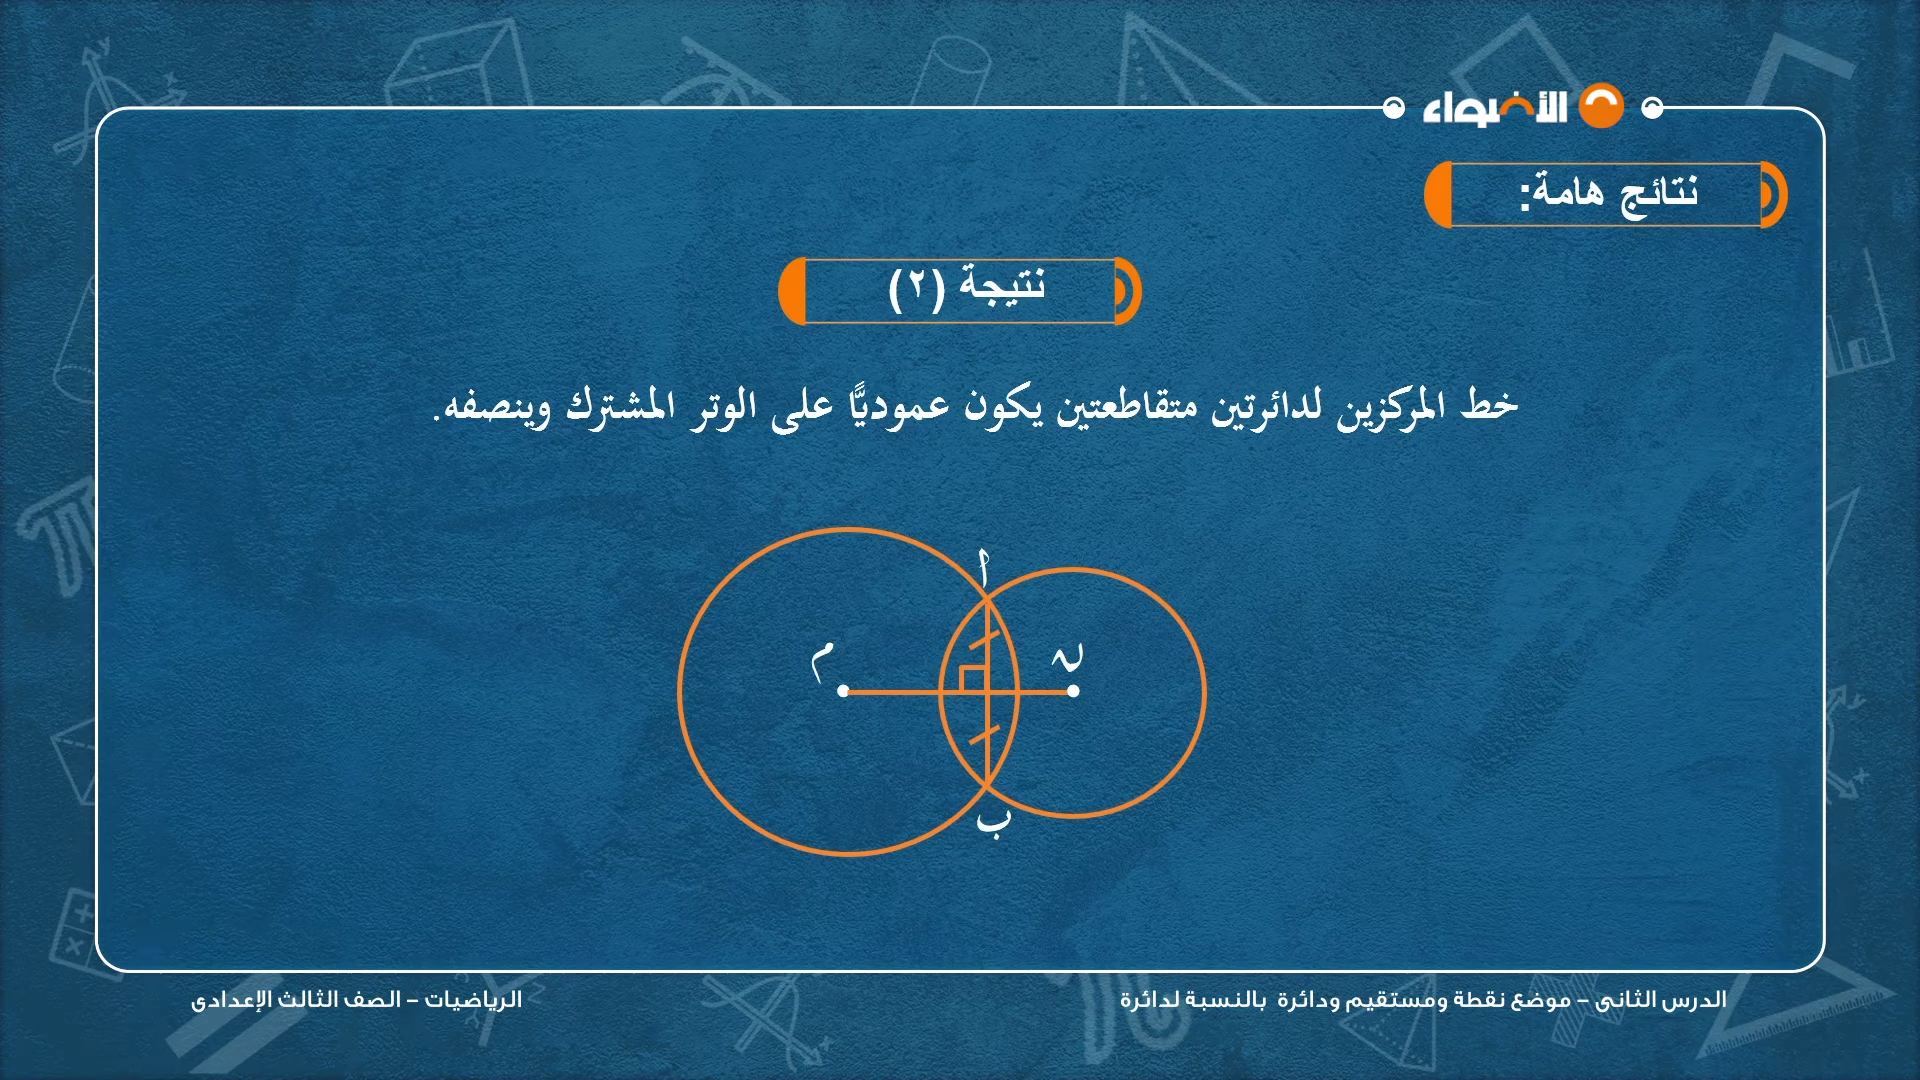 الأضواء
نتائج هامة:
نتيجة (٢)
خط المركزين لدائرتين متقاطعتين يكون عموديًّا على الوتر المشترك وينصفه.
ا
م
ن
ب
الدرس الثانى – موضع نقطة ومستقيم ودائرة بالنسبة لدائرة
الرياضيات – الصف الثالث الإعدادى